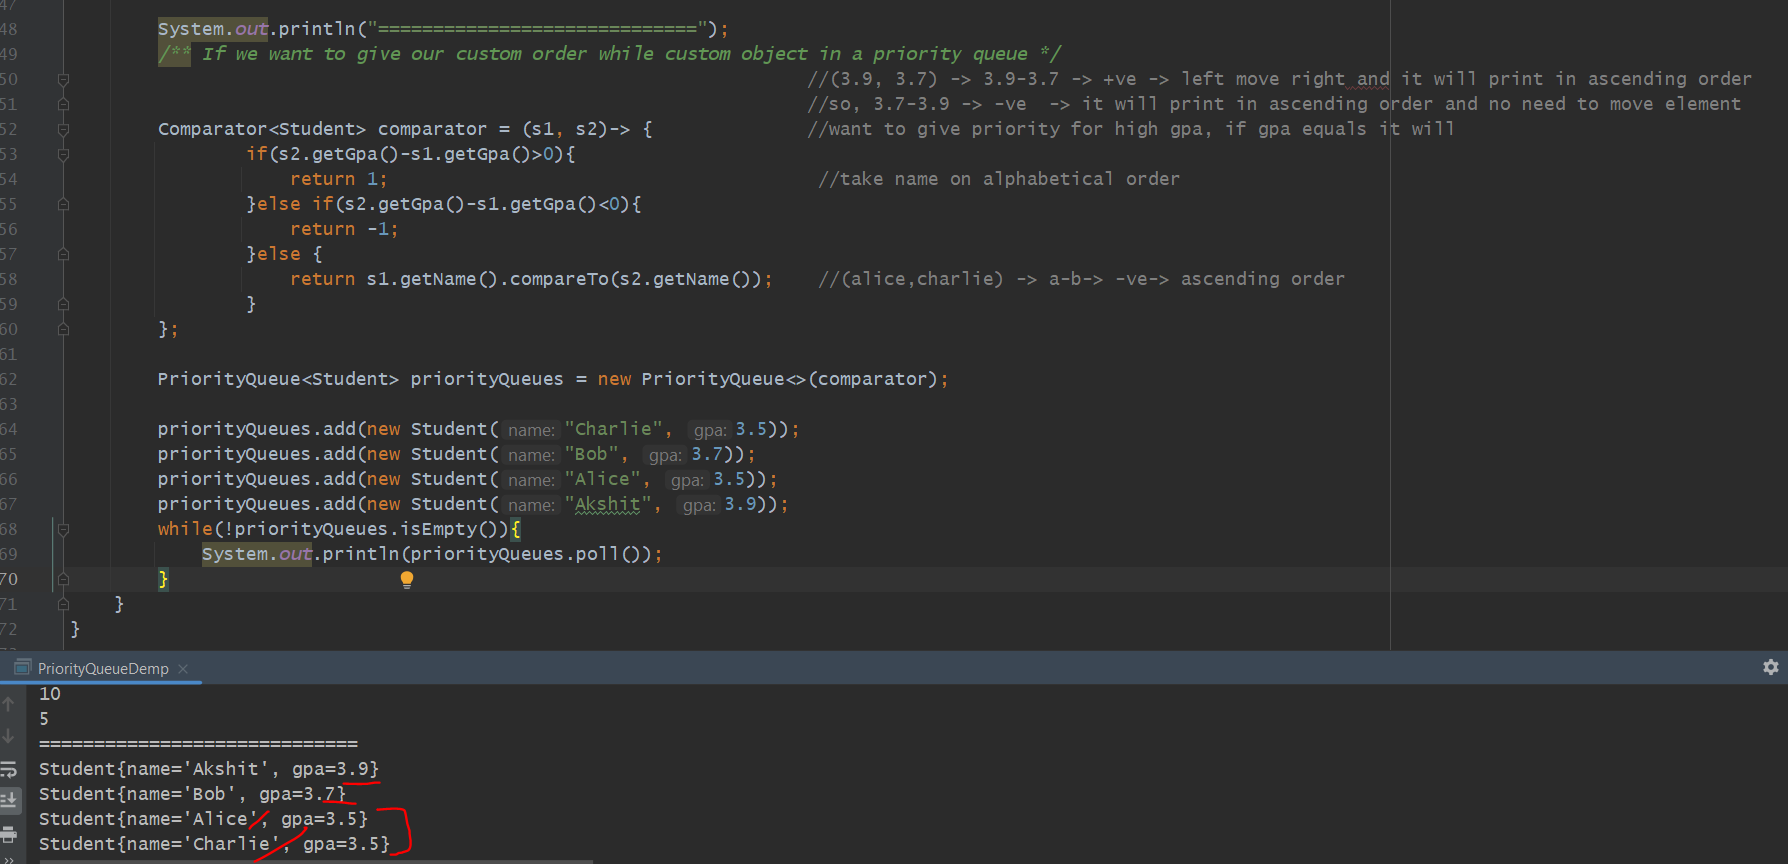 47
48 System.out.println("=============================");
49 /** If we want to give our custom order while custom object in a priority queue */
50 //(3.9, 3.7) -> 3.9-3.7 -> +ve -> left move right and it will print in ascending order
51 //so, 3.7-3.9 -> -ve  -> it will print in ascending order and no need to move element
52 Comparator<Student> comparator = (s1, s2)-> { //want to give priority for high gpa, if gpa equals it will
53 if(s2.getGpa()-s1.getGpa()>0){
54 return 1; //take name on alphabetical order
55 }else if(s2.getGpa()-s1.getGpa()<0){
56 return -1;
57 }else {
58 return s1.getName().compareTo(s2.getName()); //(alice,charlie) -> a-b-> -ve-> ascending order
59 }
60 };
61
62 PriorityQueue<Student> priorityQueues = new PriorityQueue<>(comparator);
63
64 priorityQueues.add(new Student( name: "Charlie", gpa: 3.5));
65 priorityQueues.add(new Student( name: "Bob", gpa: 3.7));
66 priorityQueues.add(new Student( name: "Alice", gpa: 3.5));
67 priorityQueues.add(new Student( name: "Akshit", gpa: 3.9));
68 while(!priorityQueues.isEmpty()){
69 System.out.println(priorityQueues.poll());
70 }
71 }
72 }
PriorityQueueDemp ×
10
5
=============================
Student{name='Akshit', gpa=3.9}
Student{name='Bob', gpa=3.7}
Student{name='Alice', gpa=3.5}
Student{name='Charlie', gpa=3.5}